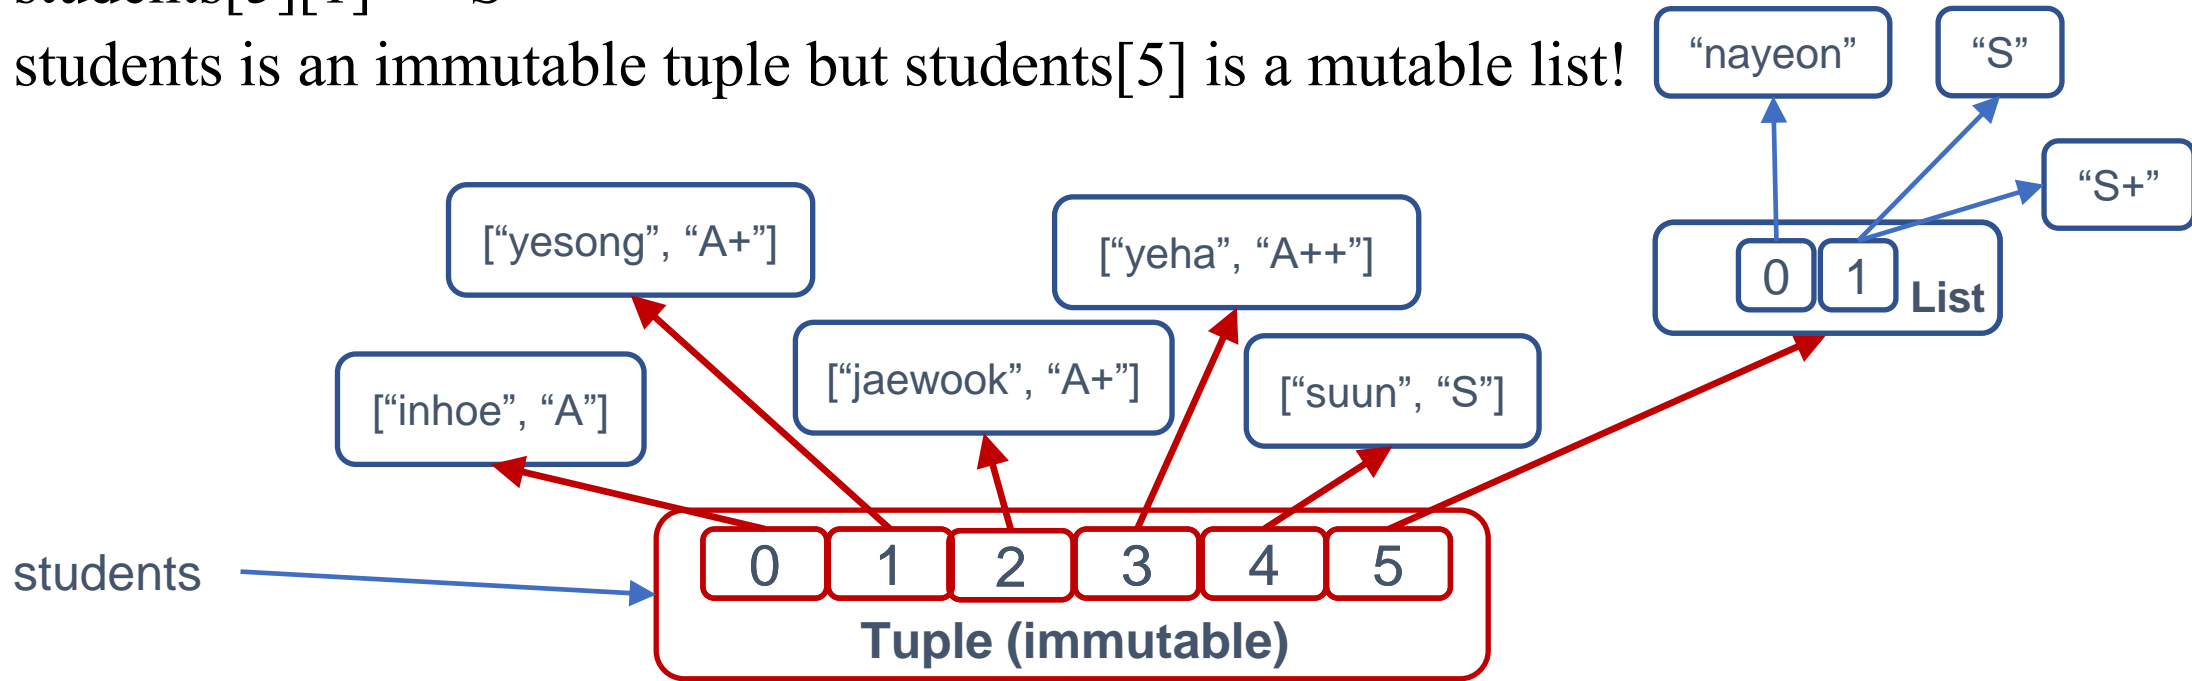 students is an immutable tuple but students[5] is a mutable list!
“nayeon”
“S”
“S+”
[“yesong”, “A+”]
[“yeha”, “A++”]
0
1
List
[“inhoe”, “A”]
[“jaewook”, “A+”]
[“suun”, “S”]
students
0
1
2
3
4
5
Tuple (immutable)